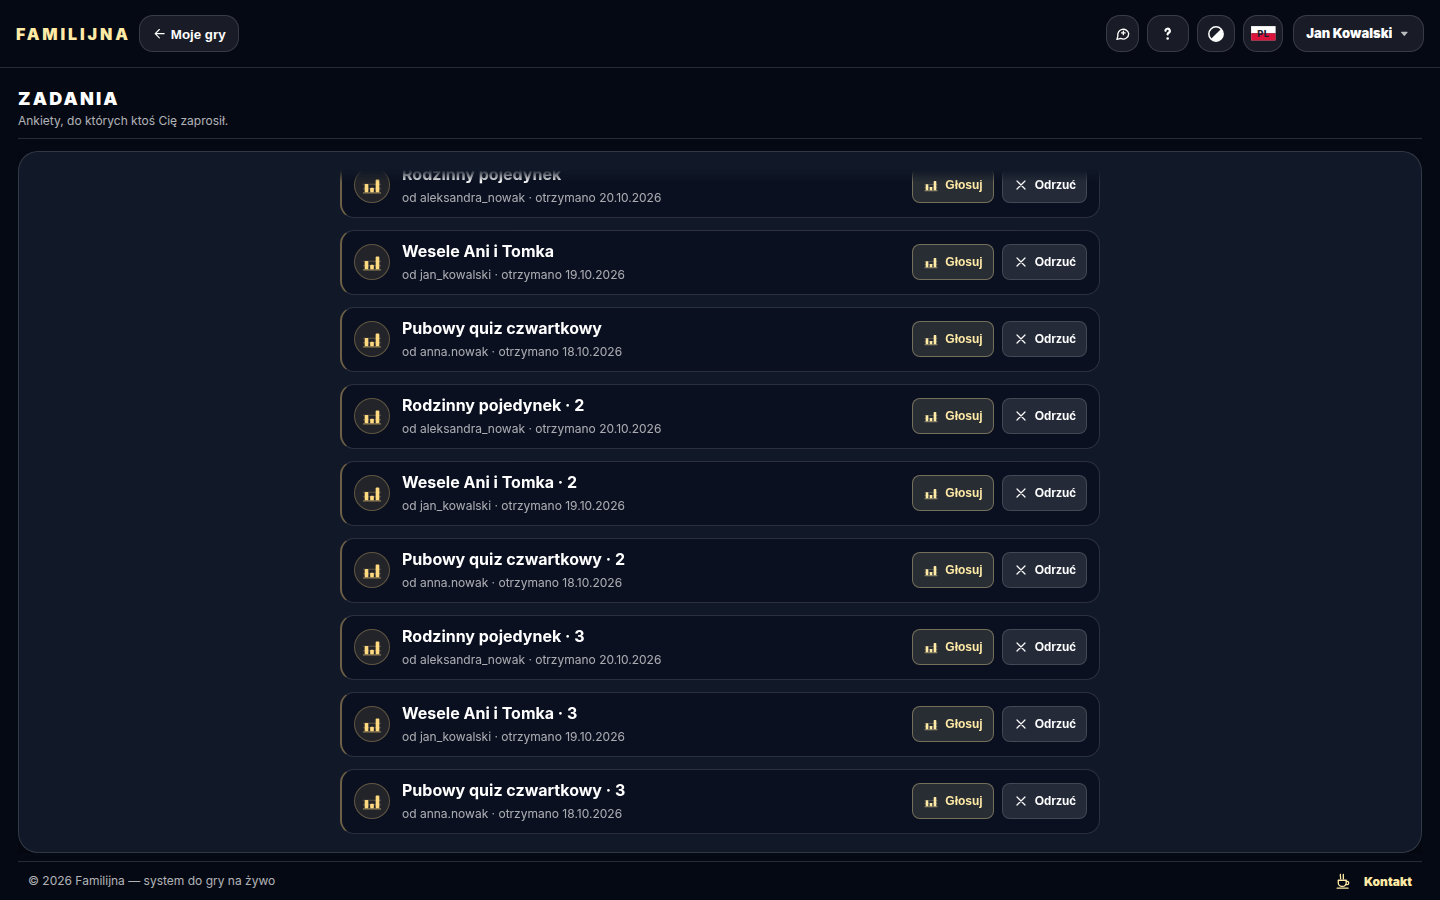 FAMILIJNA
Moje gry
?
PL
Jan Kowalski
ZADANIA
Ankiety, do których ktoś Cię zaprosił.
Rodzinny pojedynek
od aleksandra_nowak · otrzymano 20.10.2026
Głosuj
Odrzuć
Wesele Ani i Tomka
od jan_kowalski · otrzymano 19.10.2026
Głosuj
Odrzuć
Pubowy quiz czwartkowy
od anna.nowak · otrzymano 18.10.2026
Głosuj
Odrzuć
Rodzinny pojedynek · 2
od aleksandra_nowak · otrzymano 20.10.2026
Głosuj
Odrzuć
Wesele Ani i Tomka · 2
od jan_kowalski · otrzymano 19.10.2026
Głosuj
Odrzuć
Pubowy quiz czwartkowy · 2
od anna.nowak · otrzymano 18.10.2026
Głosuj
Odrzuć
Rodzinny pojedynek · 3
od aleksandra_nowak · otrzymano 20.10.2026
Głosuj
Odrzuć
Wesele Ani i Tomka · 3
od jan_kowalski · otrzymano 19.10.2026
Głosuj
Odrzuć
Pubowy quiz czwartkowy · 3
od anna.nowak · otrzymano 18.10.2026
Głosuj
Odrzuć
© 2026 Familijna — system do gry na żywo
Kontakt